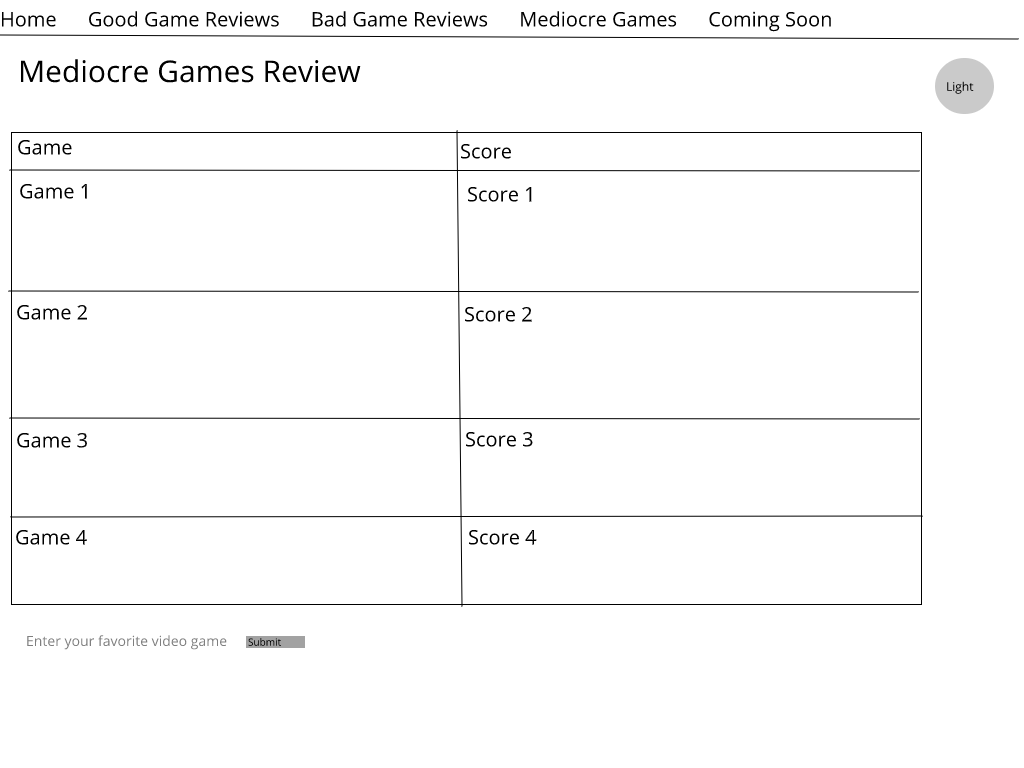 Home Good Game Reviews Bad Game Reviews Mediocre Games Coming Soon
Mediocre Games Review
Light
Game Score
Game 1 Score 1
Game 2 Score 2
Game 3 Score 3
Game 4 Score 4
Enter your favorite video game Submit